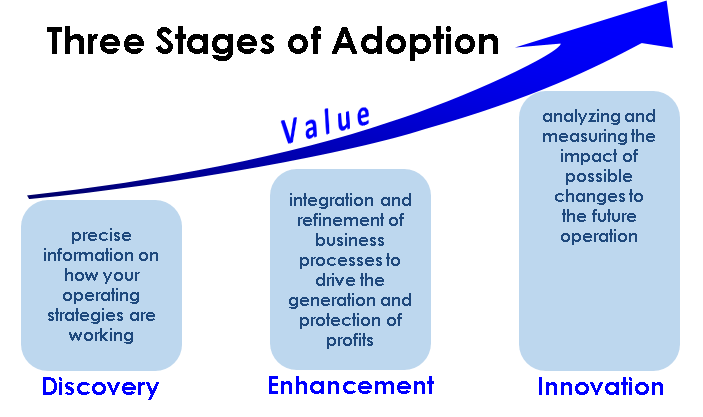 Three Stages of Adoption
Value
precise
information on
how your
operating
strategies are
working
Discovery
integration and
refinement of
business
processes to
drive the
generation and
protection of
profits
Enhancement
analyzing and
measuring the
impact of
possible
changes to
the future
operation
Innovation